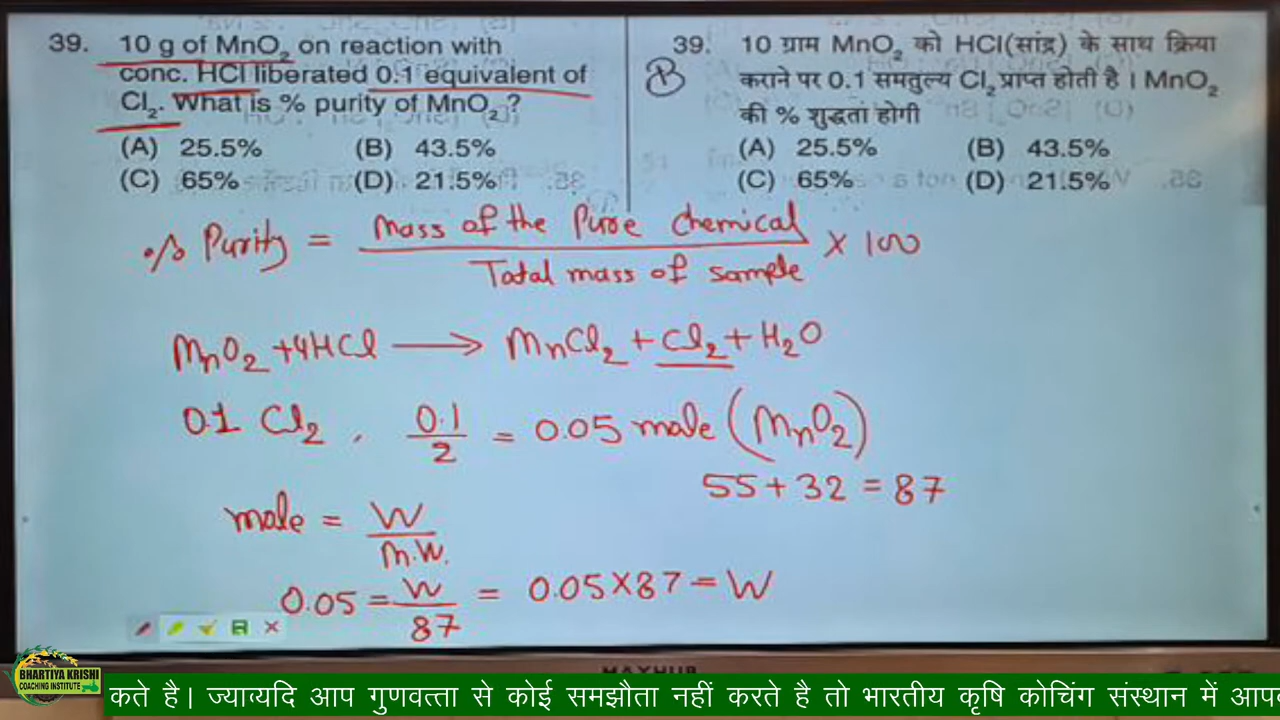 39. 10 g of MnO₂ on reaction with
conc. HCl liberated 0.1 equivalent of
Cl₂. What is % purity of MnO₂?
(A) 25.5% (B) 43.5%
(C) 65% (D) 21.5%
39. 10 ग्राम MnO₂ को HCl(सांद्र) के साथ क्रिया
कराने पर 0.1 समतुल्य Cl₂ प्राप्त होती है। MnO₂
की % शुद्धता होगी
(A) 25.5% (B) 43.5%
(C) 65% (D) 21.5%
B
% Purity = Mass of the Pure Chemical / Total mass of sample × 100
MnO₂ + 4HCl ⟶ MnCl₂ + Cl₂ + H₂O
0.1 Cl₂, 0.1/2 = 0.05 mole (MnO₂)
55 + 32 = 87
mole = W/M.W.
0.05 = W/87 = 0.05 × 87 = W
BHARTIYA KRISHI
COACHING INSTITUTE
कते है। ज्याग्यदि आप गुणवत्ता से कोई समझौता नहीं करते है तो भारतीय कृषि कोचिंग संस्थान में आपक